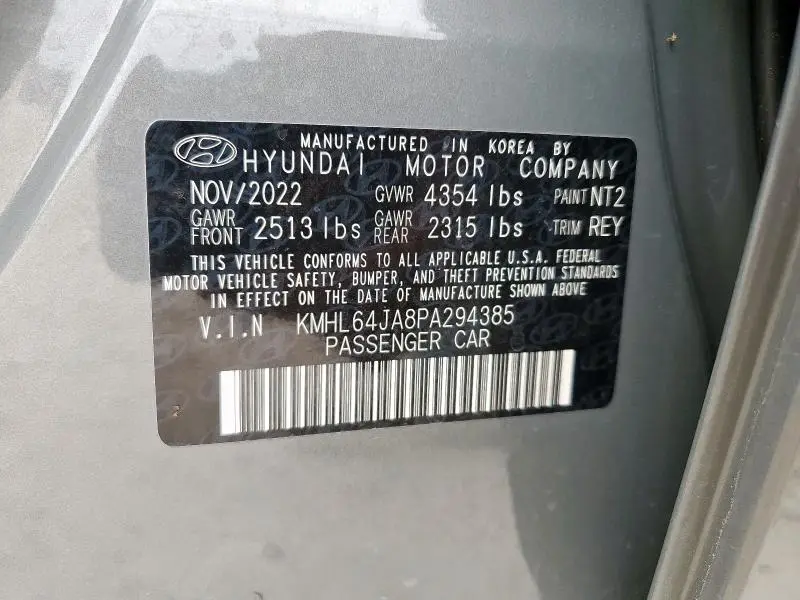 MANUFACTURED IN KOREA BY
HYUNDAI MOTOR COMPANY
NOV/2022 GVWR 4354 lbs PAINT NT2
GAWR FRONT 2513 lbs GAWR REAR 2315 lbs TRIM REY
THIS VEHICLE CONFORMS TO ALL APPLICABLE U.S.A. FEDERAL
MOTOR VEHICLE SAFETY, BUMPER, AND THEFT PREVENTION STANDARDS
IN EFFECT ON THE DATE OF MANUFACTURE SHOWN ABOVE
V.I.N KMHL64JA8PA294385
PASSENGER CAR